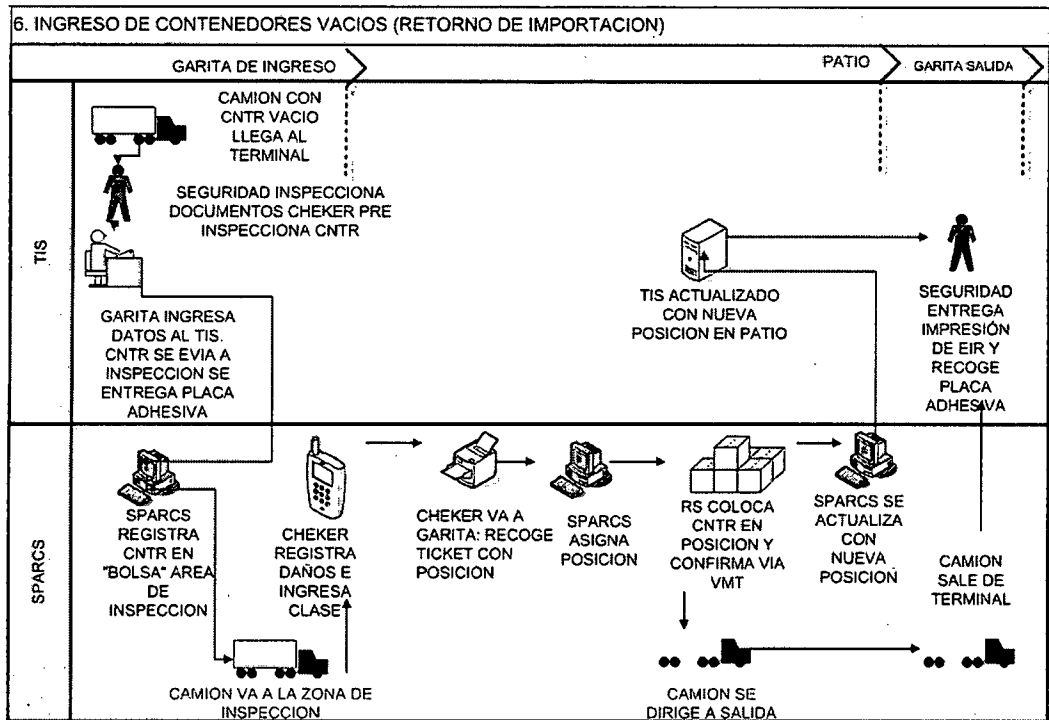 6. INGRESO DE CONTENEDORES VACIOS (RETORNO DE IMPORTACION)
GARITA DE INGRESO
PATIO
GARITA SALIDA
TIS
CAMION CON
CNTR VACIO
LLEGA AL
TERMINAL
SEGURIDAD INSPECCIONA
DOCUMENTOS CHEKER PRE
INSPECCIONA CNTR
GARITA INGRESA
DATOS AL TIS.
CNTR SE EVIA A
INSPECCION SE
ENTREGA PLACA
ADHESIVA
TIS ACTUALIZADO
CON NUEVA
POSICION EN PATIO
SEGURIDAD
ENTREGA
IMPRESIÓN
DE EIR Y
RECOGE
PLACA
ADHESIVA
SPARCS
SPARCS
REGISTRA
CNTR EN
"BOLSA" AREA
DE
INSPECCION
CHEKER
REGISTRA
DAÑOS E
INGRESA
CLASE
CHEKER VA A
GARITA: RECOGE
TICKET CON
POSICION
SPARCS
ASIGNA
POSICION
RS COLOCA
CNTR EN
POSICION Y
CONFIRMA VIA
VMT
SPARCS SE
ACTUALIZA
CON
NUEVA
POSICION
CAMION
SALE DE
TERMINAL
CAMION VA A LA ZONA DE
INSPECCION
CAMION SE
DIRIGE A SALIDA